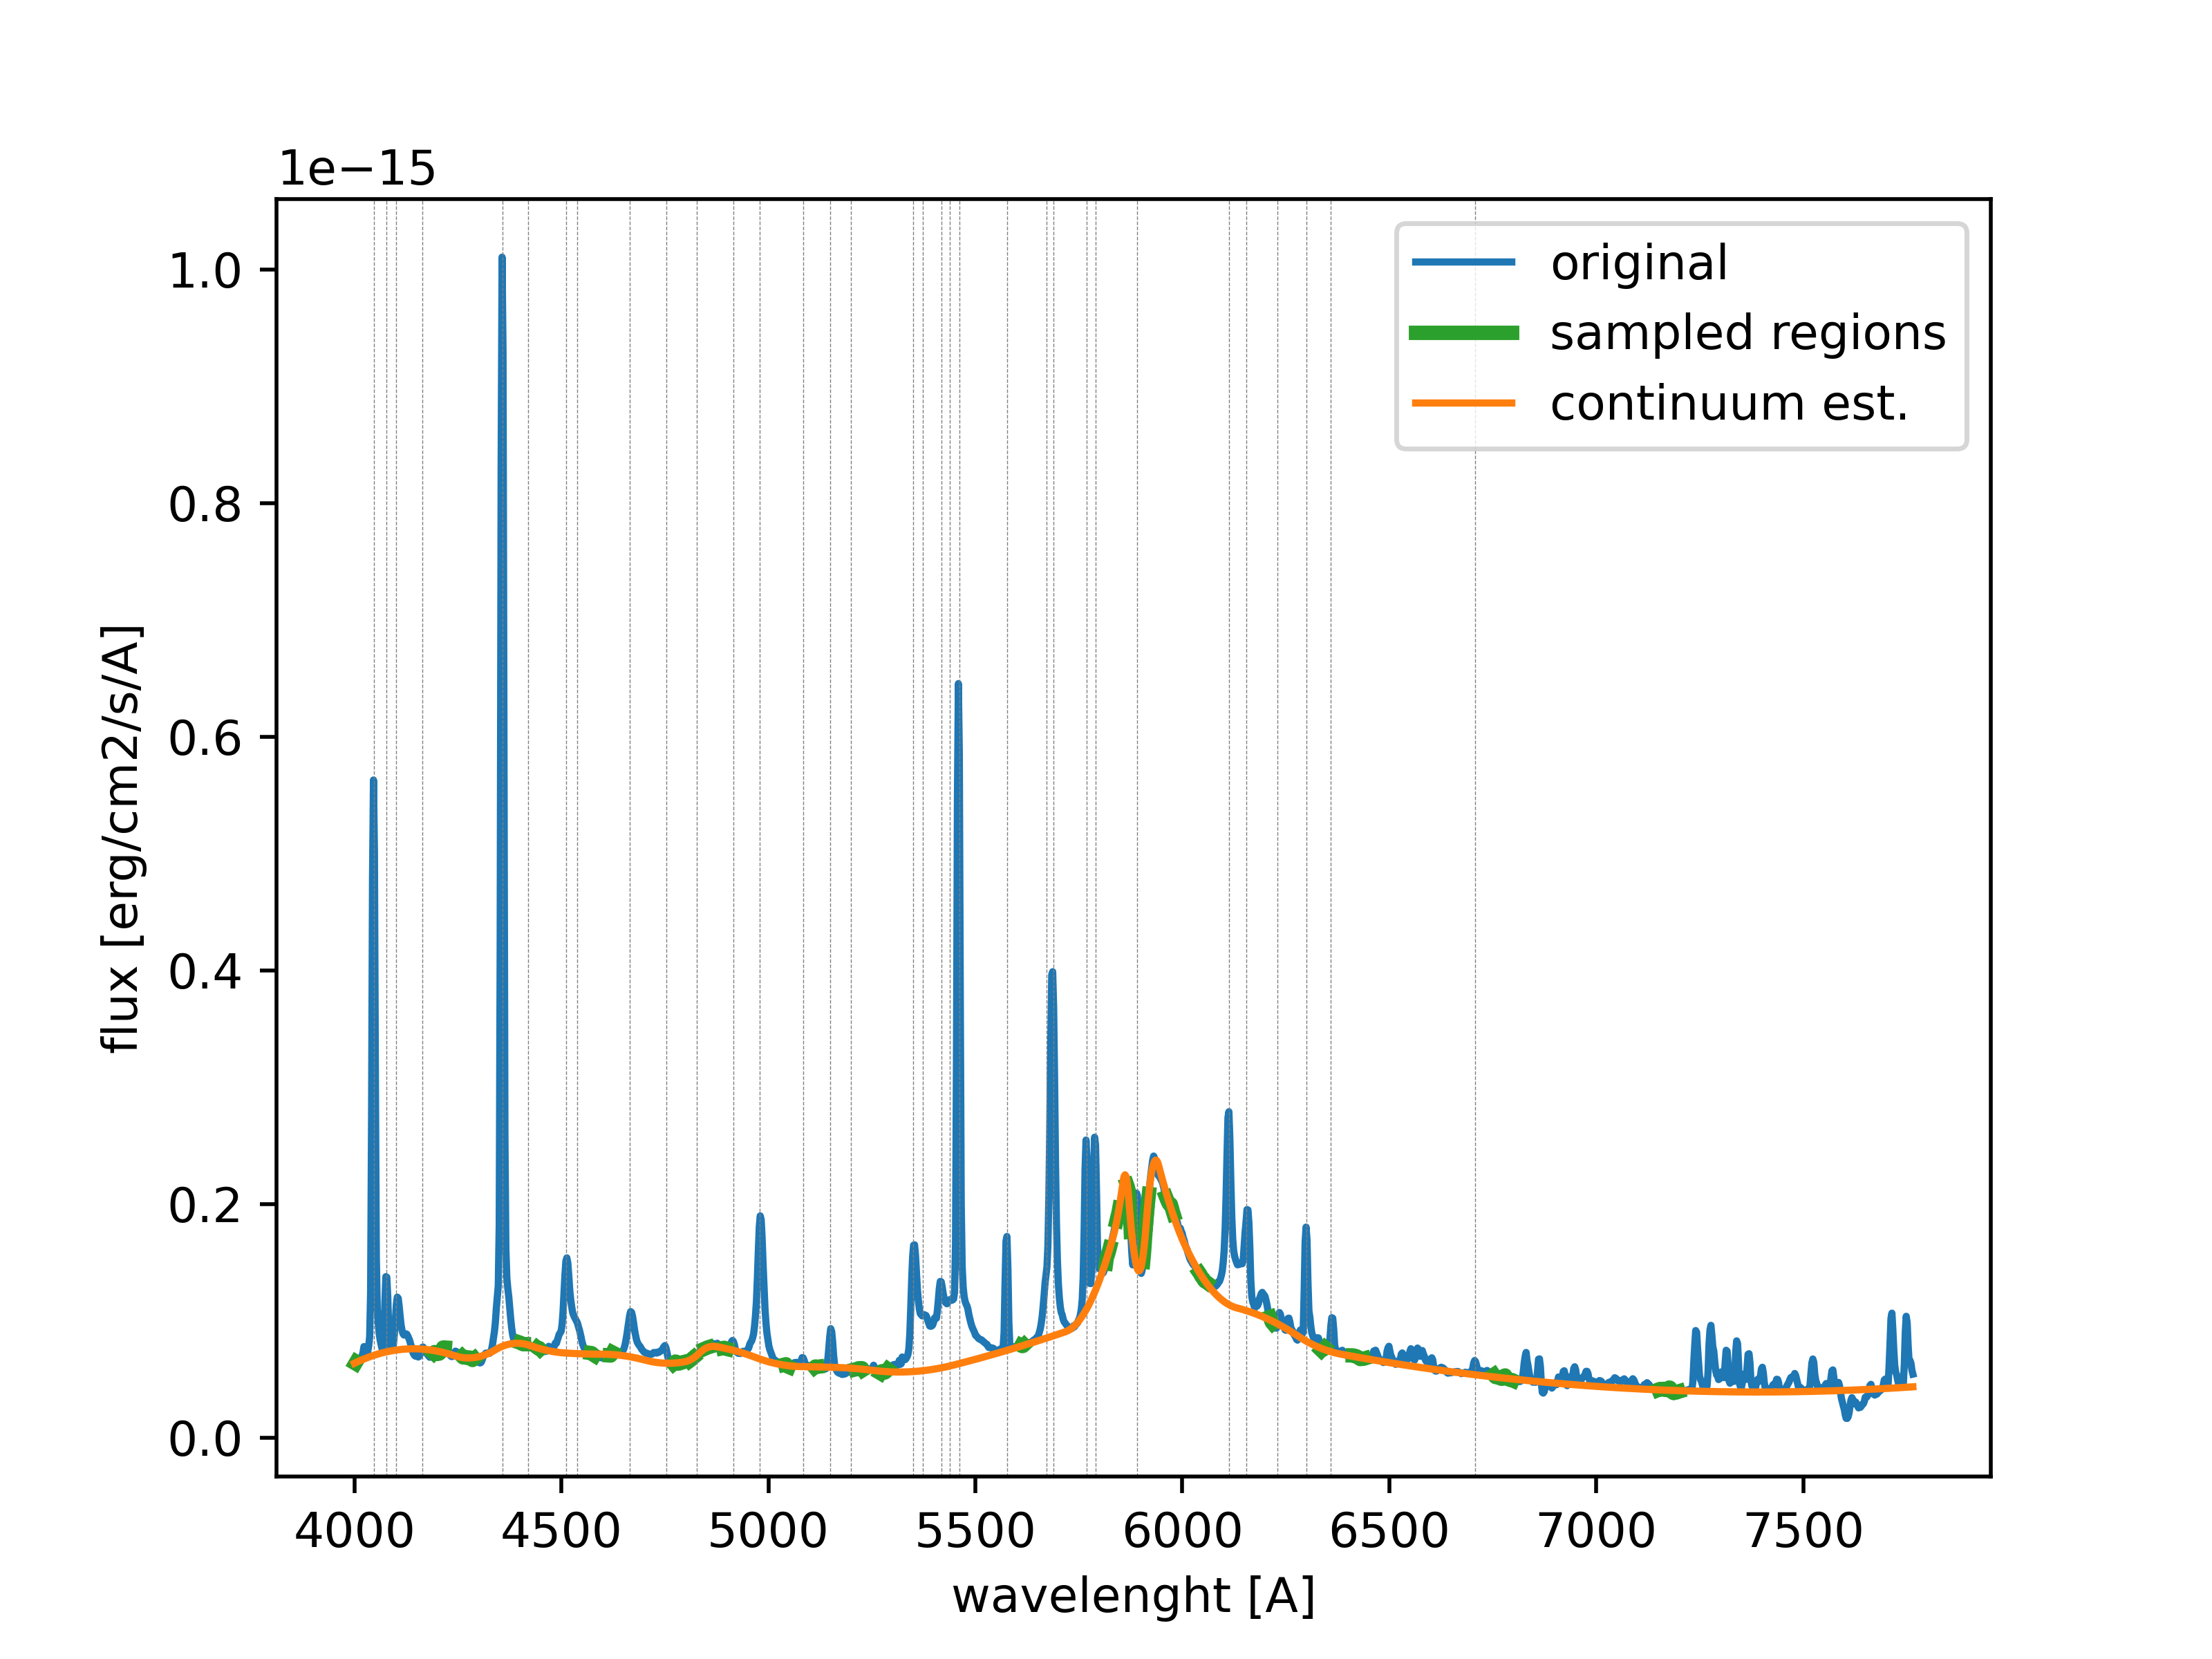 1e−15
1.0
0.8
0.6
0.4
0.2
0.0
flux [erg/cm2/s/A]
original
sampled regions
continuum est.
4000 4500 5000 5500 6000 6500 7000 7500
wavelenght [A]